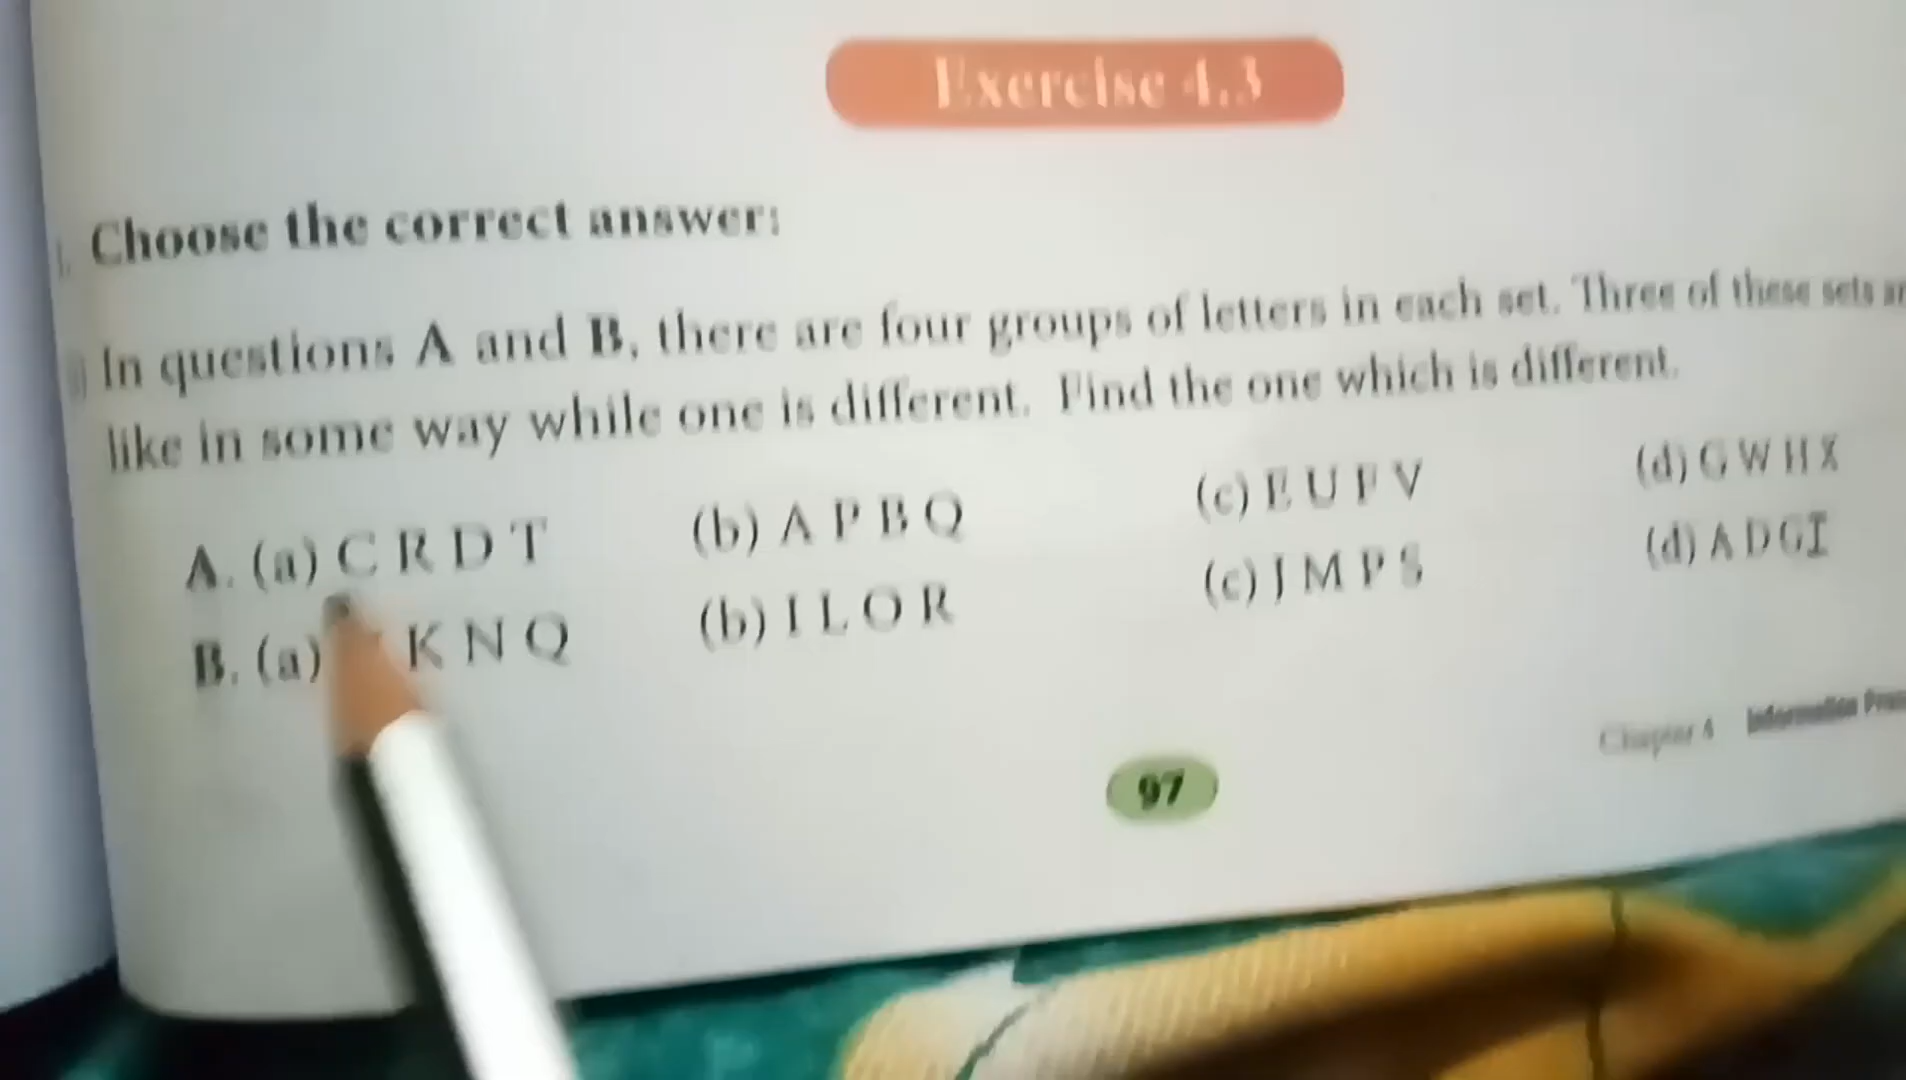 Exercise 4.3
Choose the correct answer:
In questions A and B, there are four groups of letters in each set. Three of these sets
like in some way while one is different. Find the one which is different.
A. (a) C R D T (b) A P B Q (c) E U F V (d) G W H X
B. (a) K N Q (b) I L O R (c) J M P S (d) A D G I
Chapter 4 Information
97